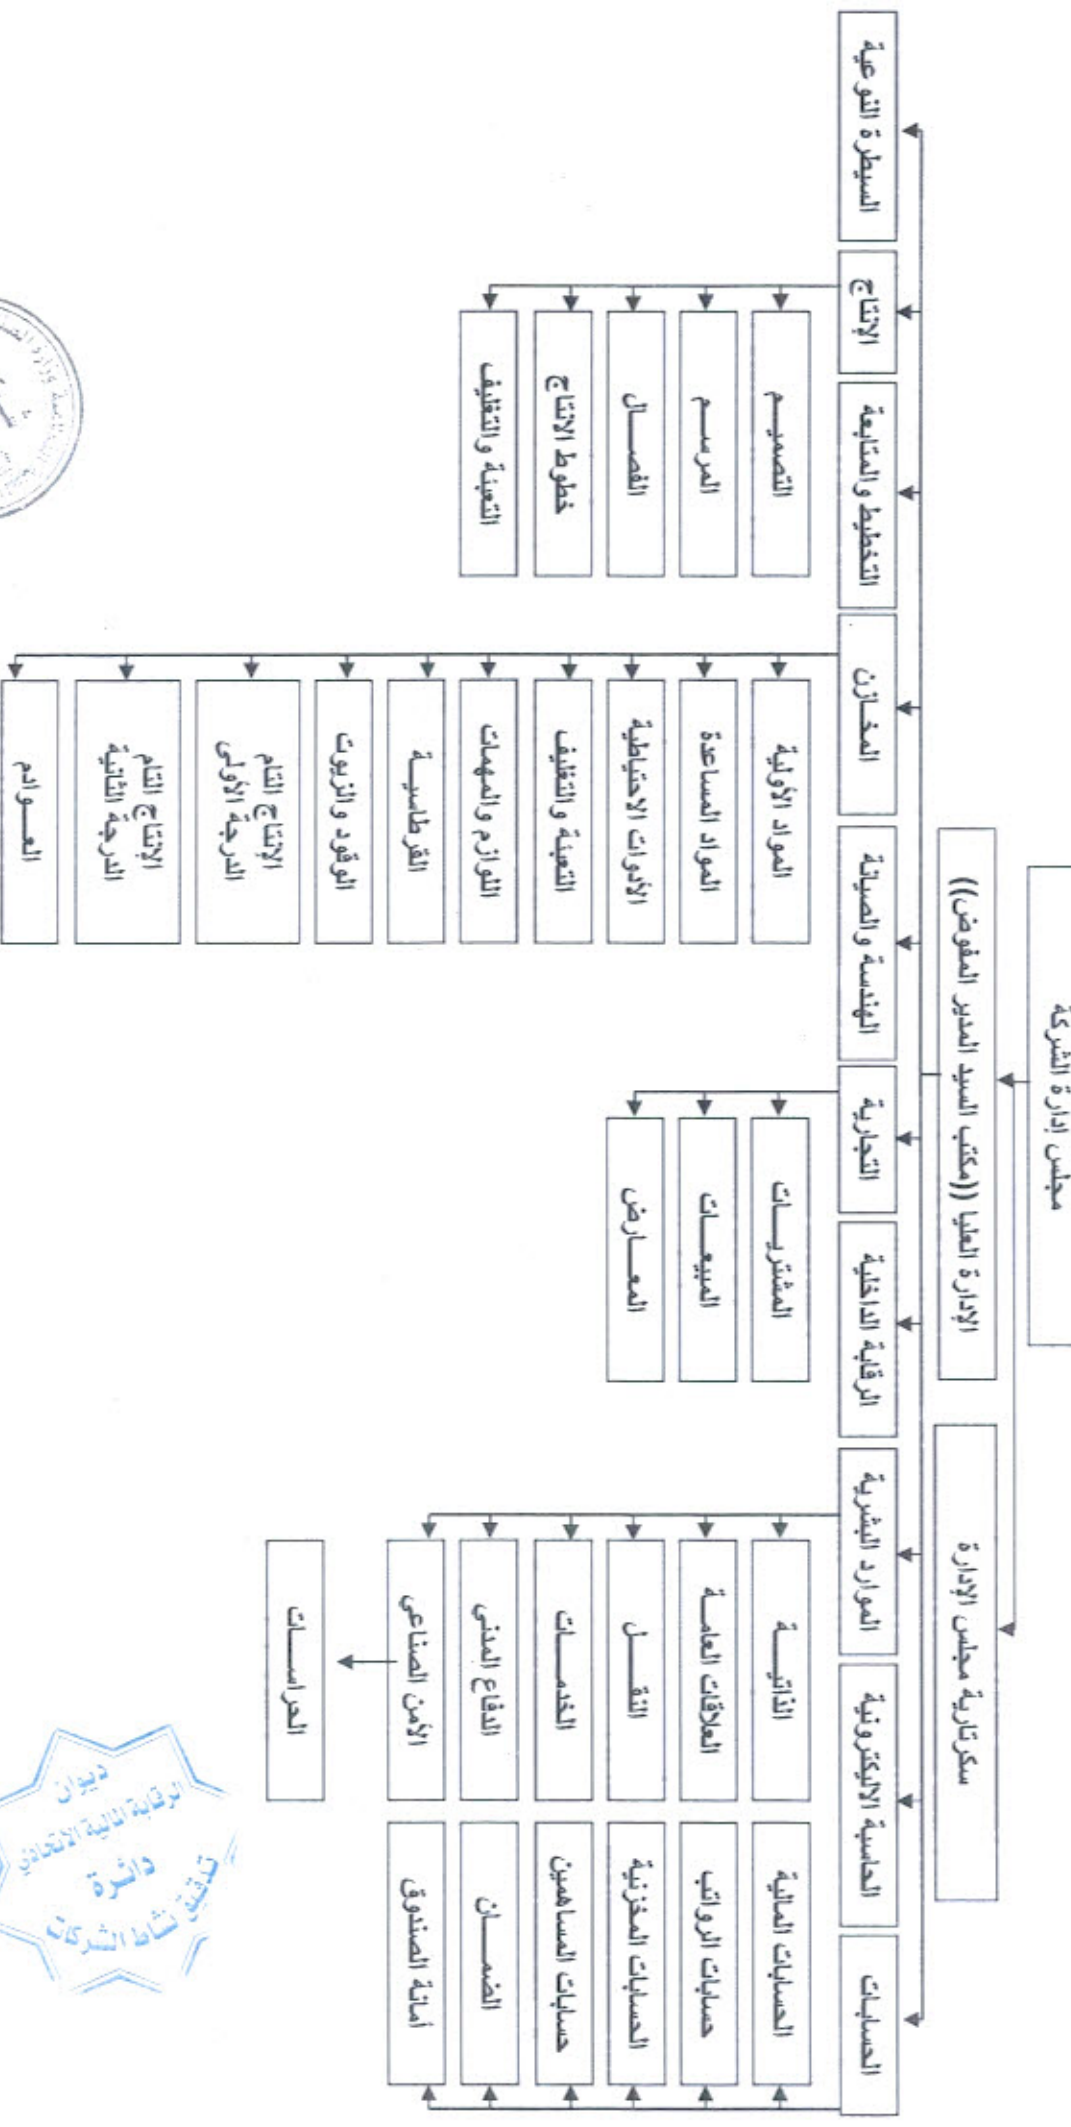 مجلس إدارة الشركة
الإدارة العليا ((مكتب السيد المدير المفوض))
سكرتارية مجلس الإدارة
السيطرة النوعية
الإنتاج
التخطيط والمتابعة
المخازن
الهندسة والصيانة
التجارية
الرقابة الداخلية
الموارد البشرية
الحاسبة الاليكترونية
الحسابات
التصميم
المرسم
الفصال
خطوط الانتاج
التعبئة والتغليف
المواد الأولية
المواد المساعدة
الأدوات الاحتياطية
التعبئة والتغليف
اللوازم والمهمات
القرطاسية
الوقود والزيوت
الإنتاج التام
الدرجة الأولى
الإنتاج التام
الدرجة الثانية
العوادم
المشتريات
المبيعات
المعارض
الذاتية
العلاقات العامة
النقل
الخدمات
الدفاع المدني
الأمن الصناعي
الحراسات
الحسابات المالية
حسابات الرواتب
الحسابات المخزنية
حسابات المساهمين
الضمان
أمانة الصندوق
ديوان
الرقابة المالية الاتحادي
دائرة
تدقيق نشاط الشركات